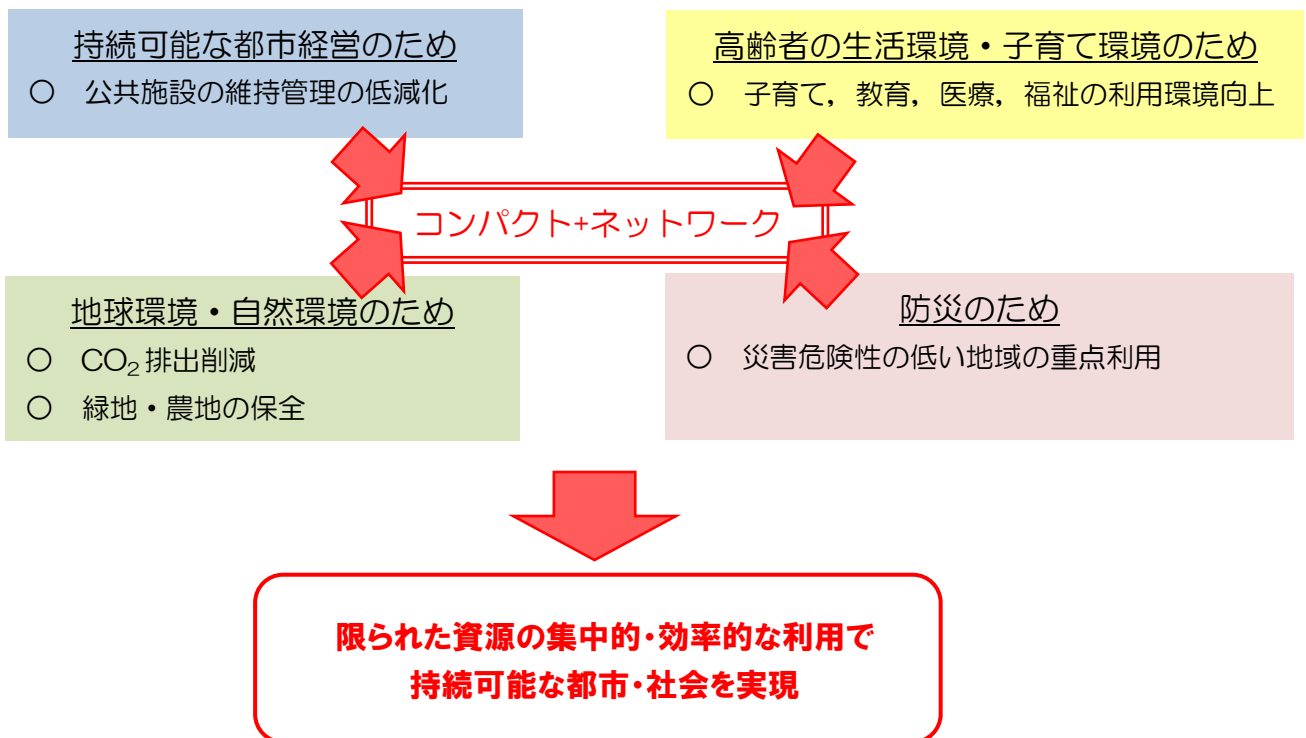 持続可能な都市経営のため
○ 公共施設の維持管理の低減化
高齢者の生活環境・子育て環境のため
○ 子育て，教育，医療，福祉の利用環境向上
コンパクト+ネットワーク
地球環境・自然環境のため
○ CO₂排出削減
○ 緑地・農地の保全
防災のため
○ 災害危険性の低い地域の重点利用
限られた資源の集中的・効率的な利用で
持続可能な都市・社会を実現